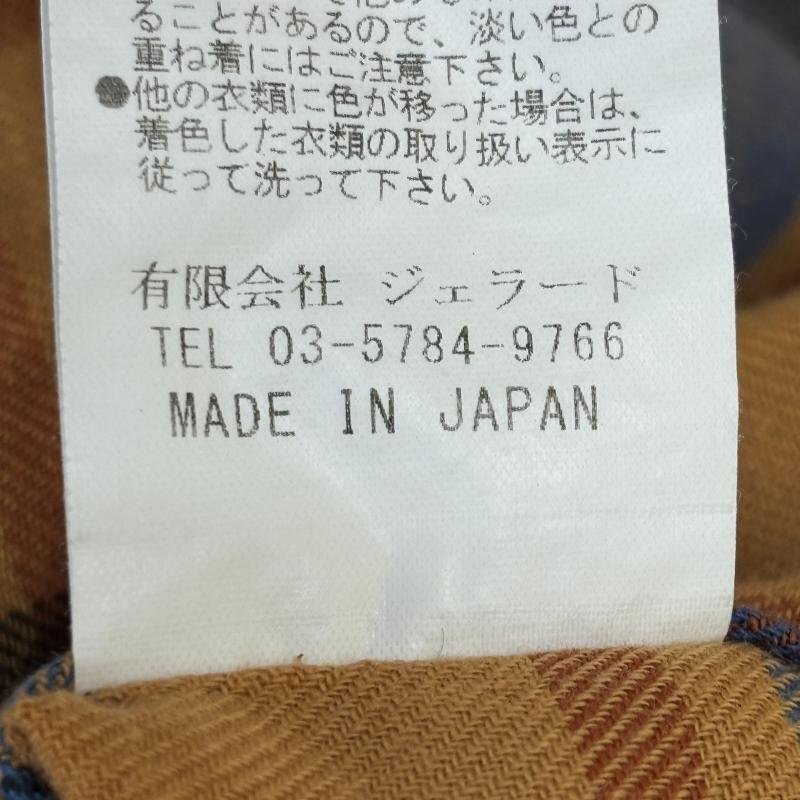 ることがあるので、淡い色との
重ね着にはご注意下さい。
●他の衣類に色が移った場合は、
着色した衣類の取り扱い表示に
従って洗って下さい。
有限会社 ジェラード
TEL 03-5784-9766
MADE IN JAPAN